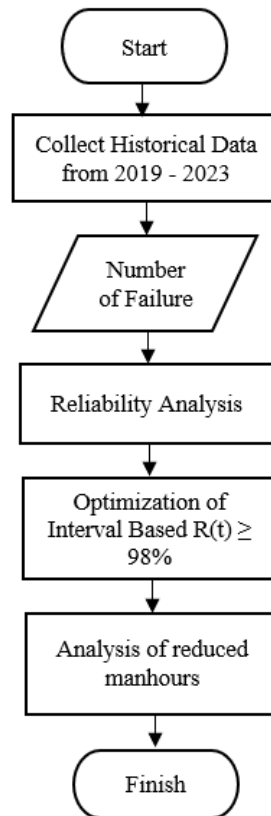 Start
Collect Historical Data
from 2019 - 2023
Number
of Failure
Reliability Analysis
Optimization of
Interval Based R(t) ≥
98%
Analysis of reduced
manhours
Finish